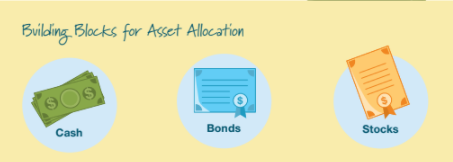 Building Blocks for Asset Allocation
Cash
Bonds
Stocks